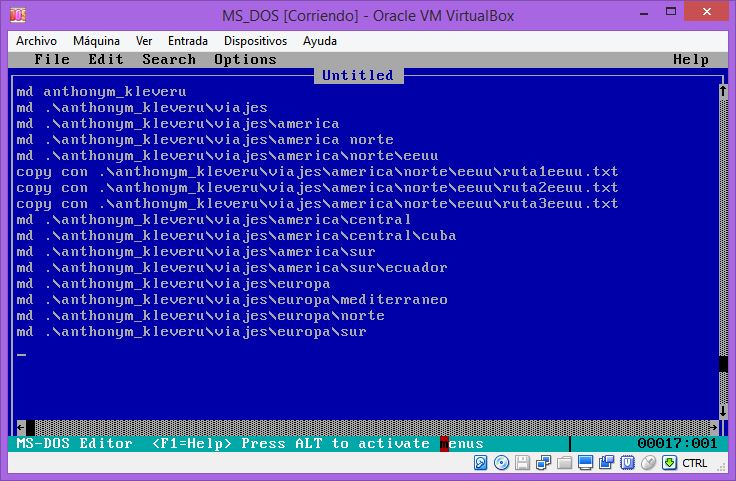 MS_DOS [Corriendo] - Oracle VM VirtualBox
Archivo Máquina Ver Entrada Dispositivos Ayuda
File Edit Search Options Help
Untitled
md anthonym_kleveru
md .\anthonym_kleveru\viajes
md .\anthonym_kleveru\viajes\america
md .\anthonym_kleveru\viajes\america norte
md .\anthonym_kleveru\viajes\america\norte\eeuu
copy con .\anthonym_kleveru\viajes\america\norte\eeuu\ruta1eeuu.txt
copy con .\anthonym_kleveru\viajes\america\norte\eeuu\ruta2eeuu.txt
copy con .\anthonym_kleveru\viajes\america\norte\eeuu\ruta3eeuu.txt
md .\anthonym_kleveru\viajes\america\central
md .\anthonym_kleveru\viajes\america\central\cuba
md .\anthonym_kleveru\viajes\america\sur
md .\anthonym_kleveru\viajes\america\sur\ecuador
md .\anthonym_kleveru\viajes\europa
md .\anthonym_kleveru\viajes\europa\mediterraneo
md .\anthonym_kleveru\viajes\europa\norte
md .\anthonym_kleveru\viajes\europa\sur
MS-DOS Editor <F1=Help> Press ALT to activate menus 00017:001
CTRL